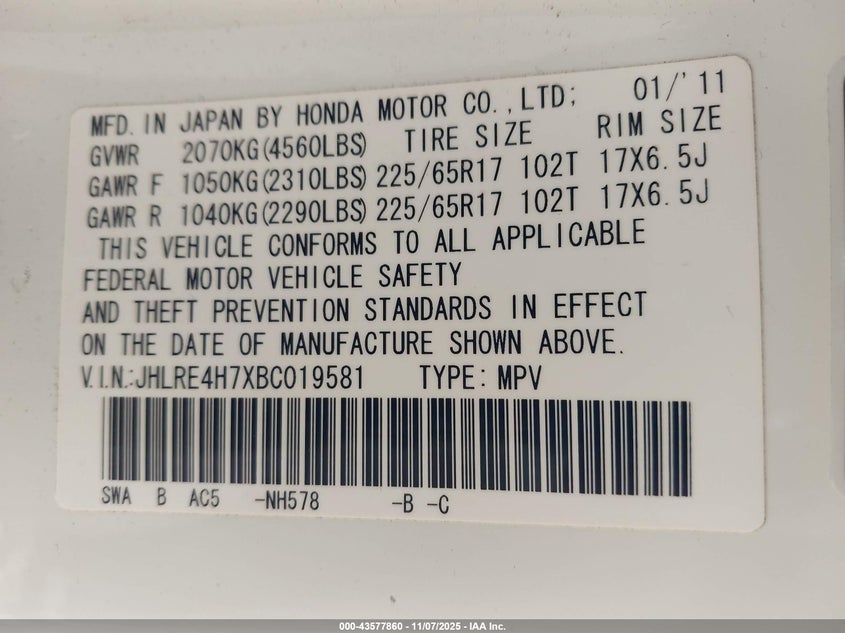 MFD. IN JAPAN BY HONDA MOTOR CO.,LTD; 01/'11
GVWR 2070KG(4560LBS) TIRE SIZE RIM SIZE
GAWR F 1050KG(2310LBS) 225/65R17 102T 17X6.5J
GAWR R 1040KG(2290LBS) 225/65R17 102T 17X6.5J
THIS VEHICLE CONFORMS TO ALL APPLICABLE
FEDERAL MOTOR VEHICLE SAFETY
AND THEFT PREVENTION STANDARDS IN EFFECT
ON THE DATE OF MANUFACTURE SHOWN ABOVE.
V.I.N.:JHLRE4H7XBC019581 TYPE: MPV
SWA B AC5 -NH578 -B -C
000-43577860 - 11/07/2025 - IAA Inc.